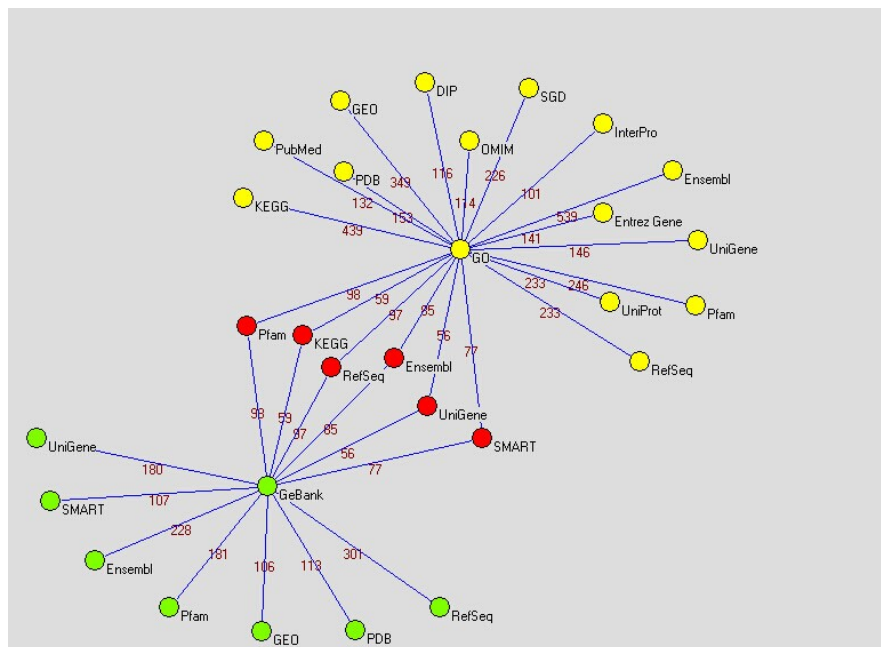 DIP
SGD
GEO
InterPro
PubMed
OMIM
PDB
349
116
226
Ensembl
KEGG
132
114
101
153
539
Entrez Gene
439
141
UniGene
146
GO
233
246
UniProt
Pfam
98
59
233
97
85
Pfam
KEGG
56
77
RefSeq
RefSeq
Ensembl
UniGene
98
59
97
85
SMART
UniGene
56
180
77
GeBank
SMART
107
228
Ensembl
181
106
113
301
Pfam
RefSeq
GEO
PDB